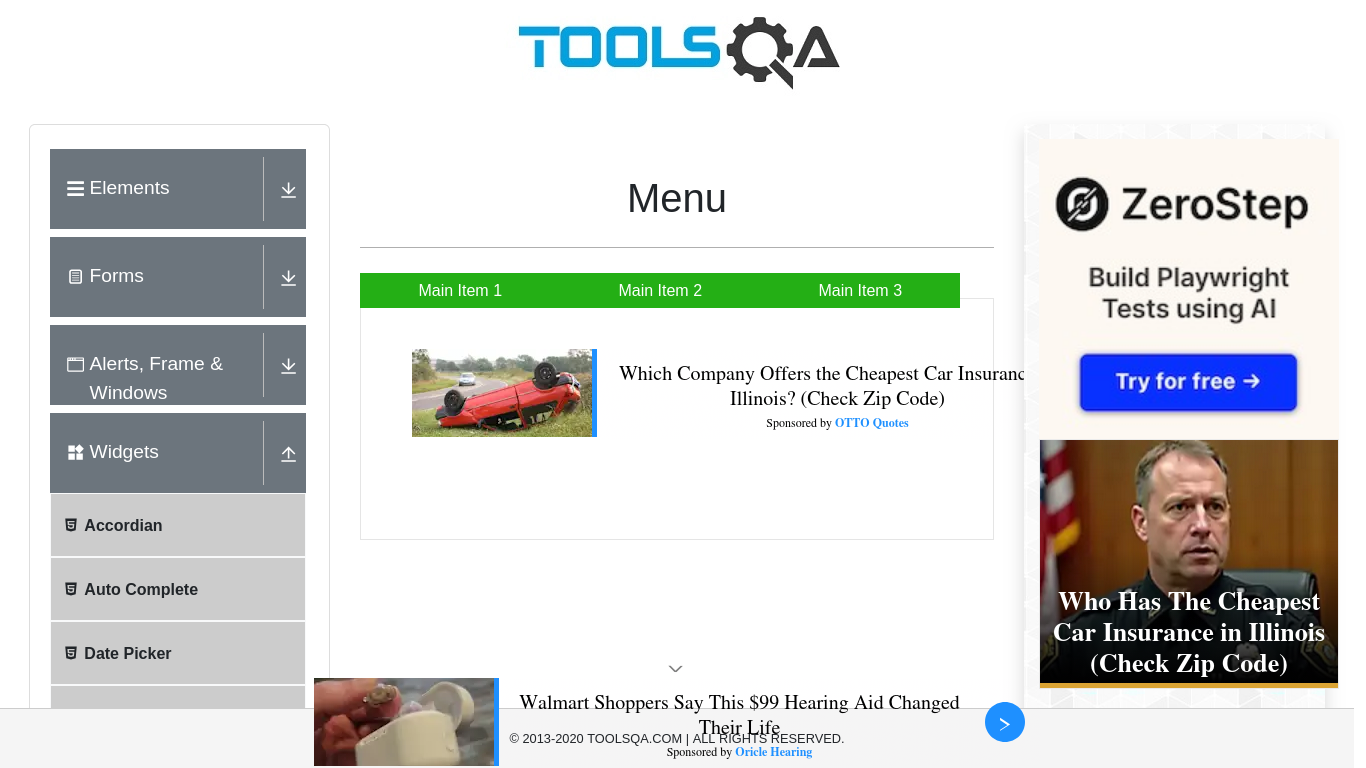 TOOLSQA
Elements
Forms
Alerts, Frame &
Windows
Widgets
Accordian
Auto Complete
Date Picker
Menu
Main Item 1
Main Item 2
Main Item 3
Which Company Offers the Cheapest Car Insuranc
Illinois? (Check Zip Code)
Sponsored by OTTO Quotes
ZeroStep
Build Playwright
Tests using AI
Try for free →
Who Has The Cheapest
Car Insurance in Illinois
(Check Zip Code)
Walmart Shoppers Say This $99 Hearing Aid Changed
Their Life
Sponsored by Oricle Hearing
© 2013-2020 TOOLSQA.COM | ALL RIGHTS RESERVED.